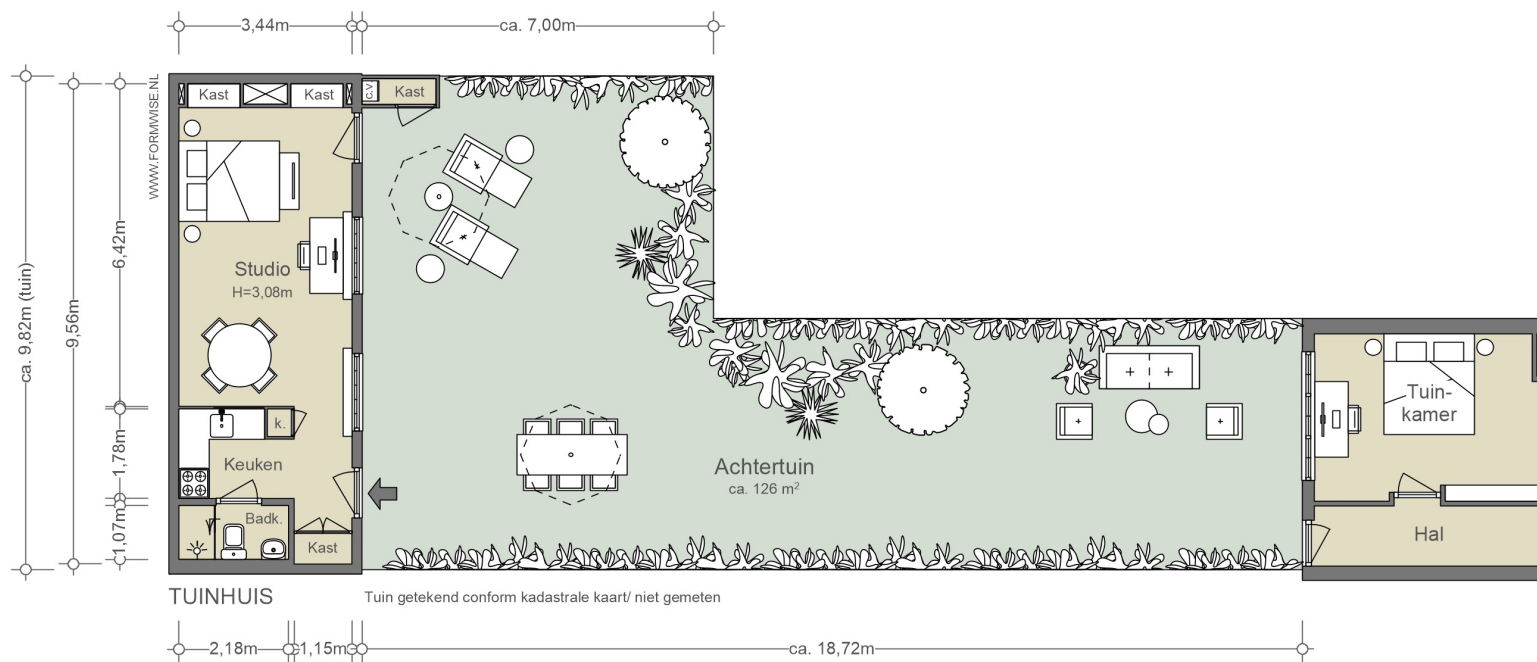 3,44m
ca. 7,00m
WWW.FORMWISE.NL
Kast
Kast
c.v
Kast
ca. 9,82m (tuin)
9,56m
6,42m
Studio
H=3,08m
Tuin-
kamer
k.
Keuken
1,78m
Achtertuin
ca. 126 m²
1,07m
Badk.
Kast
Hal
TUINHUIS
Tuin getekend conform kadastrale kaart/ niet gemeten
2,18m
1,15m
ca. 18,72m